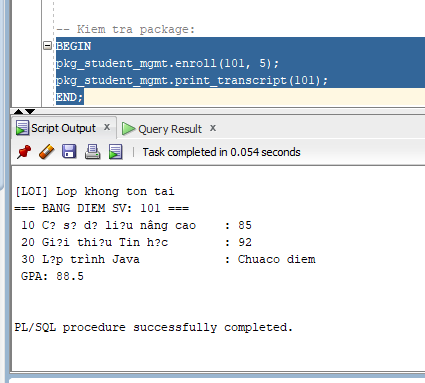 -- Kiem tra package:
BEGIN
pkg_student_mgmt.enroll(101, 5);
pkg_student_mgmt.print_transcript(101);
END;
Script Output x Query Result x
Task completed in 0.054 seconds
[LOI] Lop khong ton tai
=== BANG DIEM SV: 101 ===
10 C? s? d? li?u nâng cao : 85
20 Gi?i thi?u Tin h?c : 92
30 L?p trình Java : Chuaco diem
GPA: 88.5
PL/SQL procedure successfully completed.